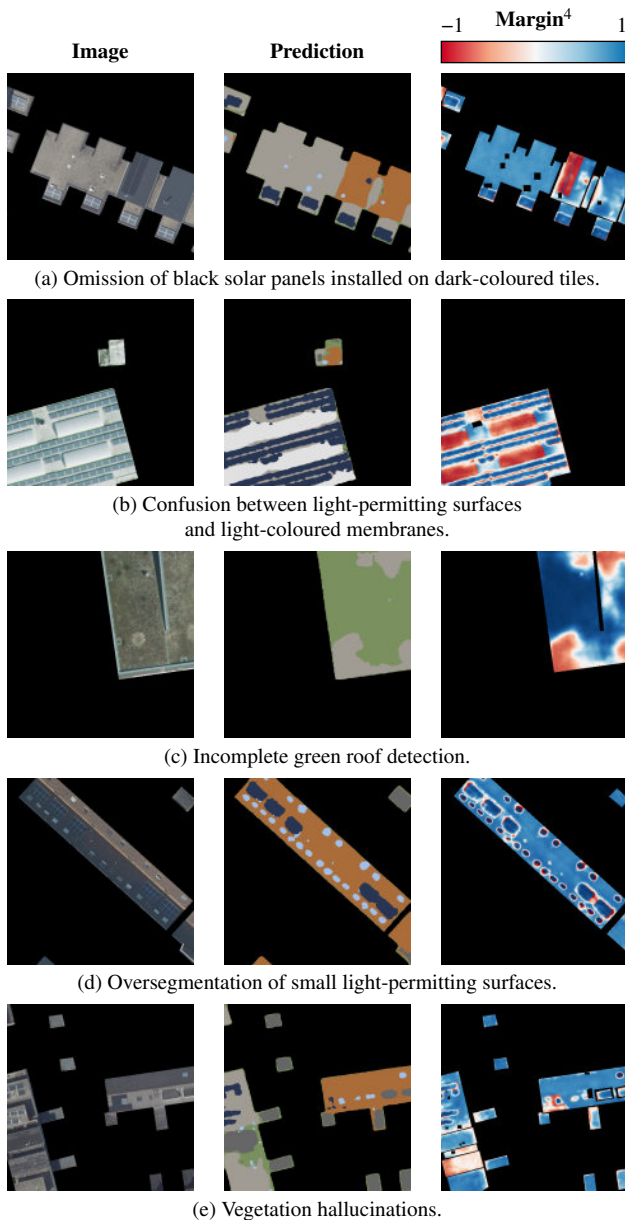 Image Prediction Margin4
−1 1
(a) Omission of black solar panels installed on dark-coloured tiles.
(b) Confusion between light-permitting surfaces
and light-coloured membranes.
(c) Incomplete green roof detection.
(d) Oversegmentation of small light-permitting surfaces.
(e) Vegetation hallucinations.